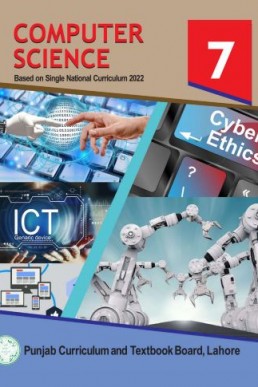 COMPUTER
SCIENCE
7
Based on Single National Curriculum 2022
Cyber
Ethics
?
ICT
Punjab Curriculum and Textbook Board, Lahore